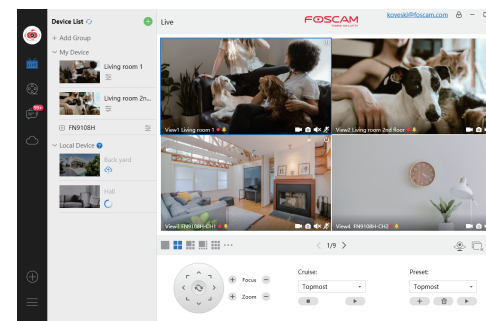 Device List
+ Add Group
My Device
Living room 1
Living room 2n...
FN9108H
Local Device
Back yard
Hall
99+
Live
FOSCAM
koveski@foscam.com
View1 Living room 1
View2 Living room 2nd floor
View3 FN9108H-CH1
View4 FN9108H-CH2
1/9
Focus
Zoom
Cruise:
Topmost
Preset:
Topmost